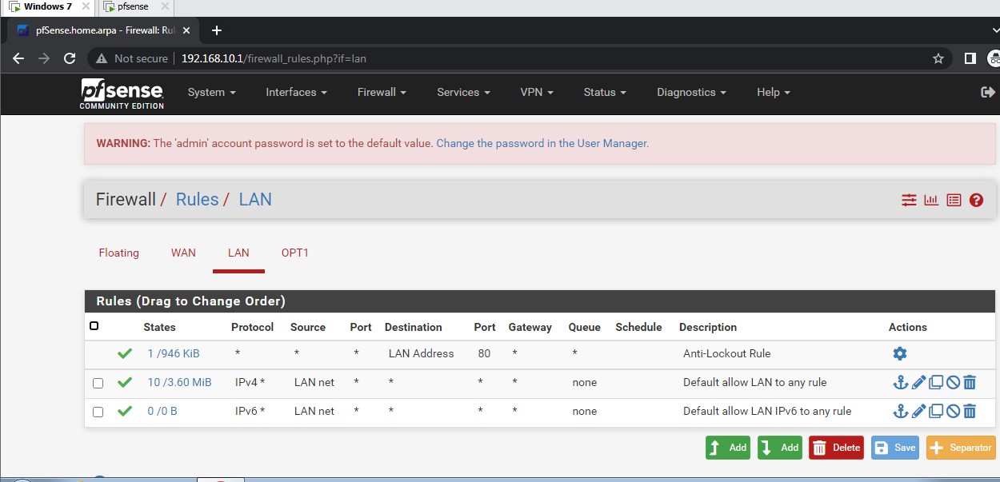 Windows 7 pfsense
pfSense.home.arpa - Firewall: Rul
Not secure 192.168.10.1/firewall_rules.php?if=lan
pfsense COMMUNITY EDITION System Interfaces Firewall Services VPN Status Diagnostics Help
WARNING: The 'admin' account password is set to the default value. Change the password in the User Manager.
Firewall / Rules / LAN
Floating WAN LAN OPT1
Rules (Drag to Change Order)
States Protocol Source Port Destination Port Gateway Queue Schedule Description Actions
1 /946 KiB * * * LAN Address 80 * * Anti-Lockout Rule
10 /3.60 MiB IPv4 * LAN net * * * * none Default allow LAN to any rule
0 /0 B IPv6 * LAN net * * * * none Default allow LAN IPv6 to any rule
Add Add Delete Save Separator